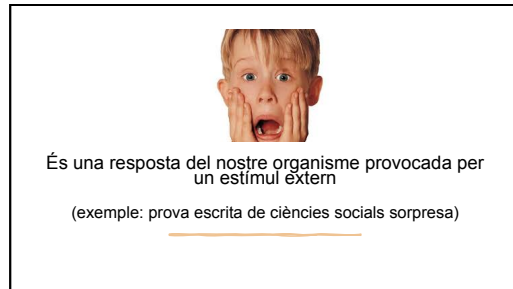 És una resposta del nostre organisme provocada per
un estímul extern
(exemple: prova escrita de ciències socials sorpresa)